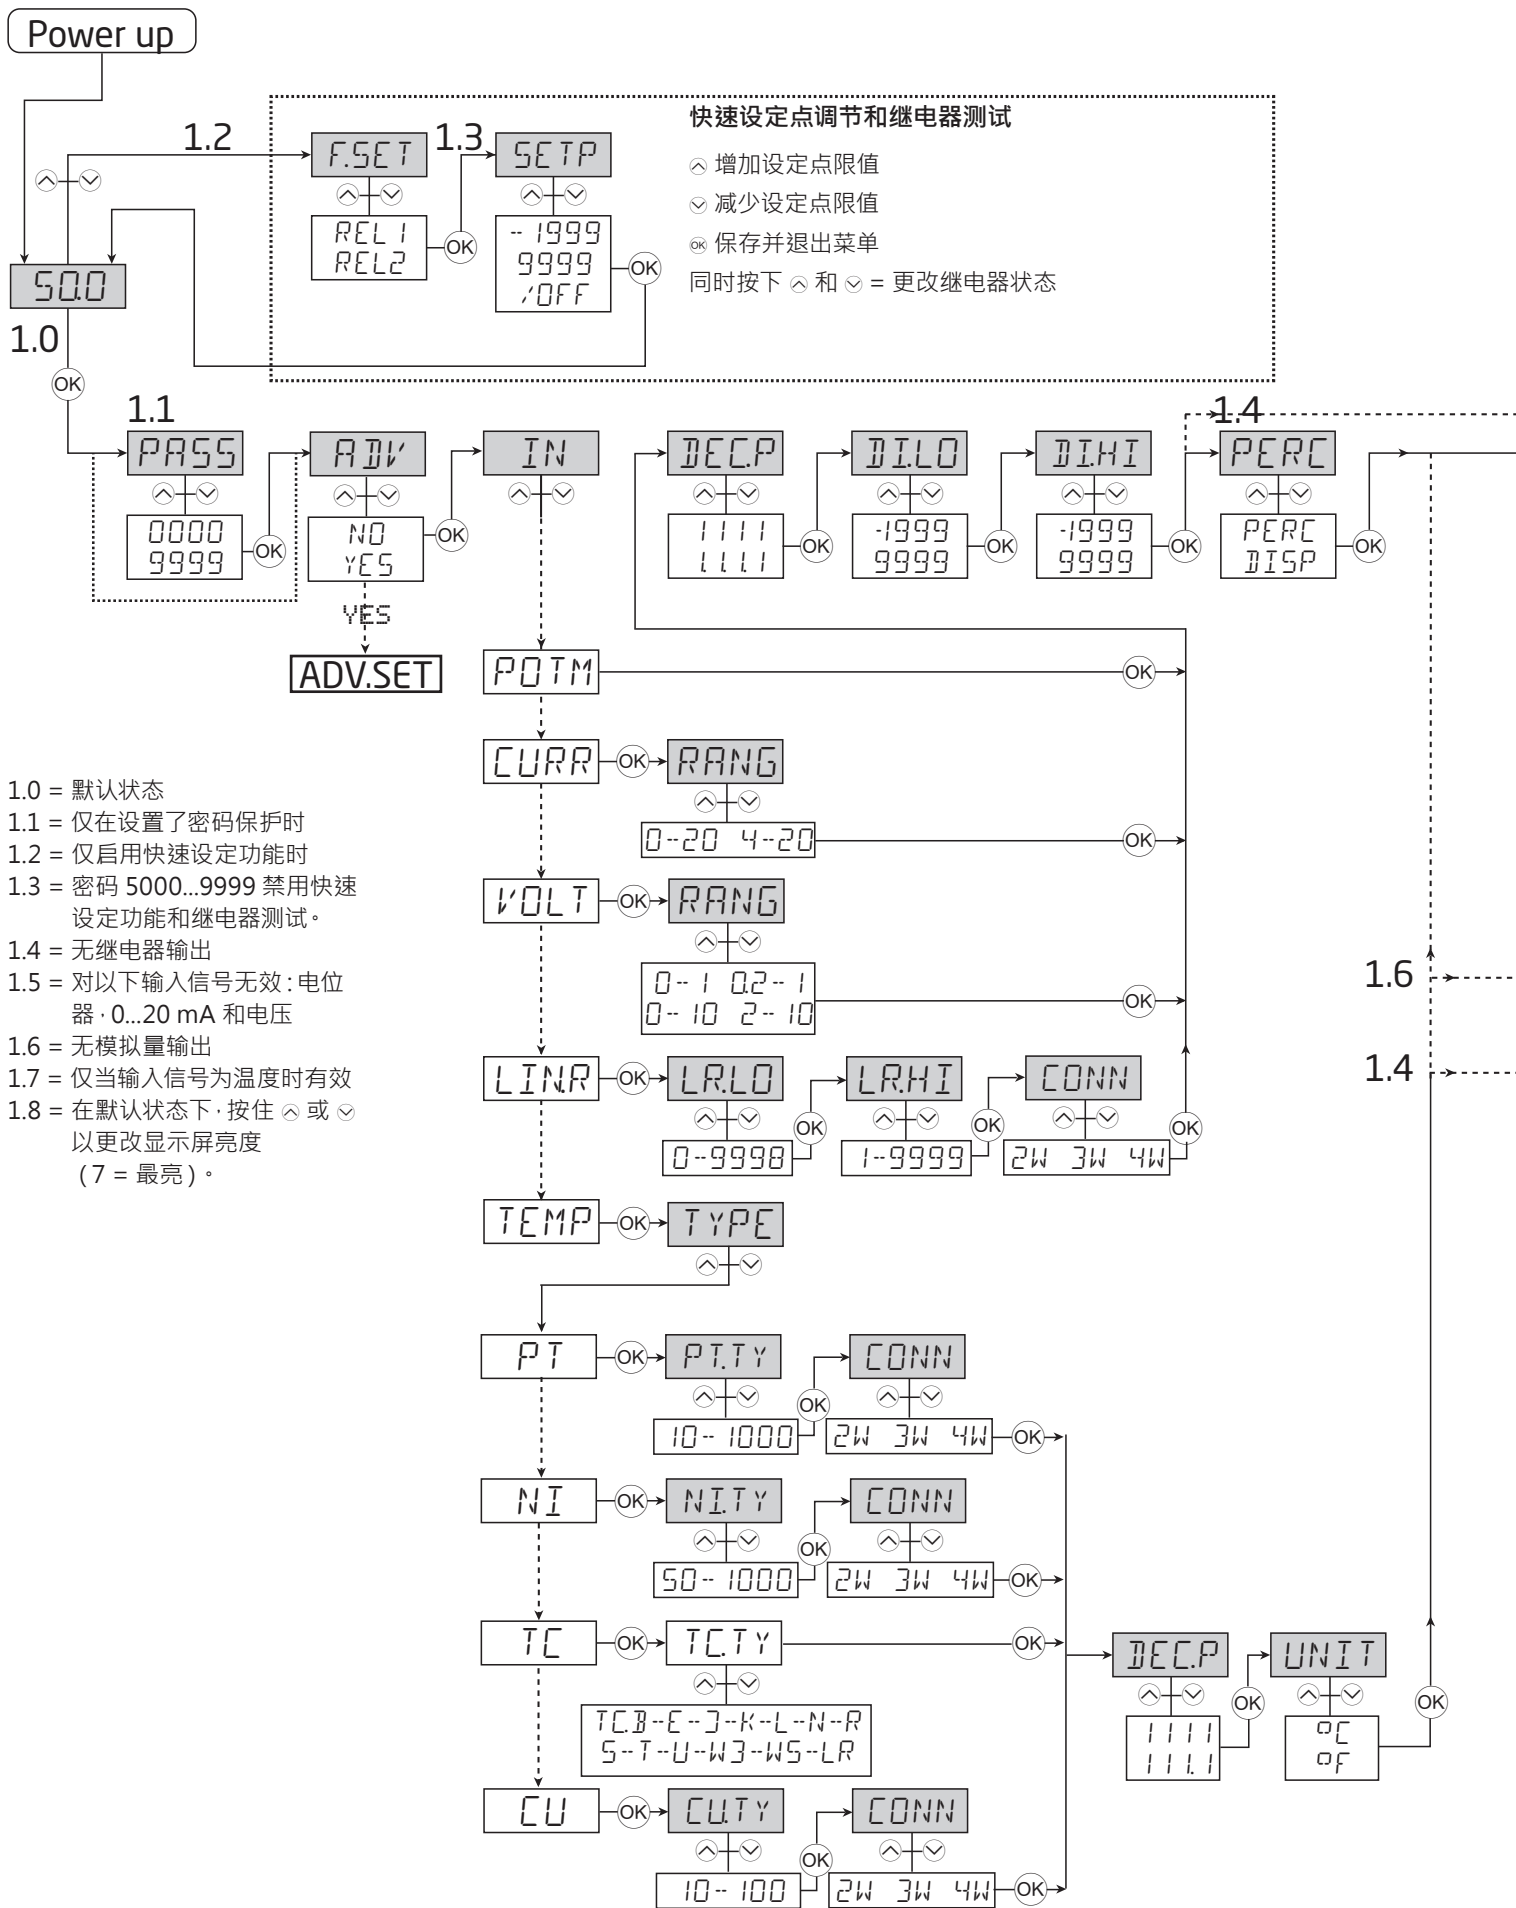 Power up
快速设定点调节和继电器测试
增加设定点限值
减少设定点限值
OK 保存并退出菜单
同时按下 和 = 更改继电器状态
1.2
F.SET
REL1
REL2
OK
1.3
SETP
--1999
9999
/OFF
OK
50.0
1.0
OK
1.1
PASS
0000
9999
OK
ADV
NO
YES
OK
YES
ADV.SET
IN
DEC.P
1111
1.1.1.1
OK
DI.LO
-1999
9999
OK
DI.HI
-1999
9999
OK
1.4
PERC
PERC
DISP
OK
POTM
OK
CURR
OK
RANG
0--20 4--20
OK
VOLT
OK
RANG
0--1 0.2--1
0--10 2--10
OK
LIN.R
OK
LR.LO
0--9998
OK
LR.HI
1--9999
OK
CONN
2W 3W 4W
OK
1.6
1.4
1.0 = 默认状态
1.1 = 仅在设置了密码保护时
1.2 = 仅启用快速设定功能时
1.3 = 密码 5000...9999 禁用快速
设定功能和继电器测试。
1.4 = 无继电器输出
1.5 = 对以下输入信号无效：电位
器，0...20 mA 和电压
1.6 = 无模拟量输出
1.7 = 仅当输入信号为温度时有效
1.8 = 在默认状态下，按住 或
以更改显示屏亮度
(7 = 最亮)。
TEMP
OK
TYPE
PT
OK
PT.TY
10--1000
OK
CONN
2W 3W 4W
OK
NI
OK
NI.TY
50--1000
OK
CONN
2W 3W 4W
OK
TC
OK
TC.TY
OK
TC.B--E--J--K--L--N--R
S--T--U--W3--W5--LR
CU
OK
CU.TY
10--100
OK
CONN
2W 3W 4W
OK
DEC.P
1111
111.1
OK
UNIT
°C
°F
OK